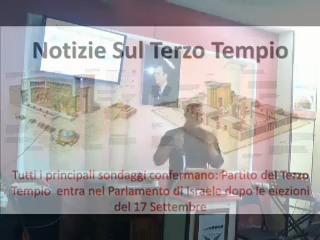 Notizie Sul Terzo Tempio
Tutti i principali sondaggi confermano: Partito del Terzo
Tempio entra nel Parlamento di Israele dopo le elezioni
del 17 Settembre